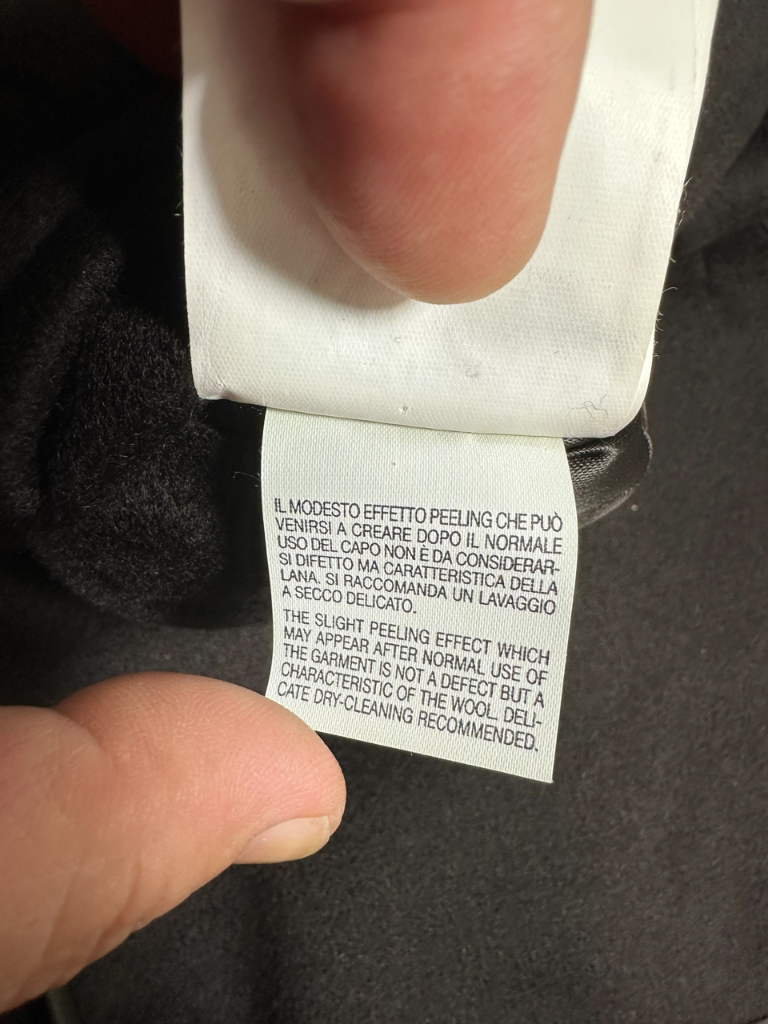 IL MODESTO EFFETTO PEELING CHE PUÒ
VENIRSI A CREARE DOPO IL NORMALE
USO DEL CAPO NON È DA CONSIDERAR-
SI DIFETTO MA CARATTERISTICA DELLA
LANA. SI RACCOMANDA UN LAVAGGIO
A SECCO DELICATO.
THE SLIGHT PEELING EFFECT WHICH
MAY APPEAR AFTER NORMAL USE OF
THE GARMENT IS NOT A DEFECT BUT A
CHARACTERISTIC OF THE WOOL. DELI-
CATE DRY-CLEANING RECOMMENDED.